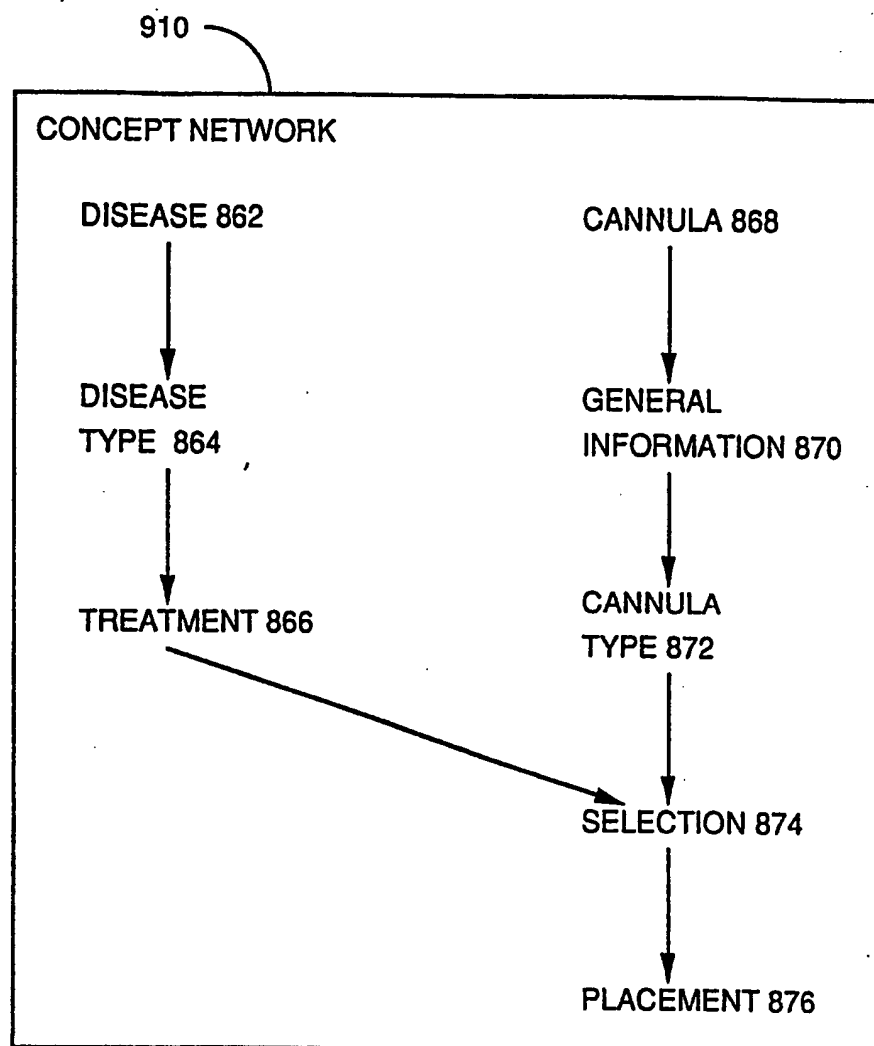 910
CONCEPT NETWORK
DISEASE 862
CANNULA 868
DISEASE
TYPE 864
GENERAL
INFORMATION 870
TREATMENT 866
CANNULA
TYPE 872
SELECTION 874
PLACEMENT 876